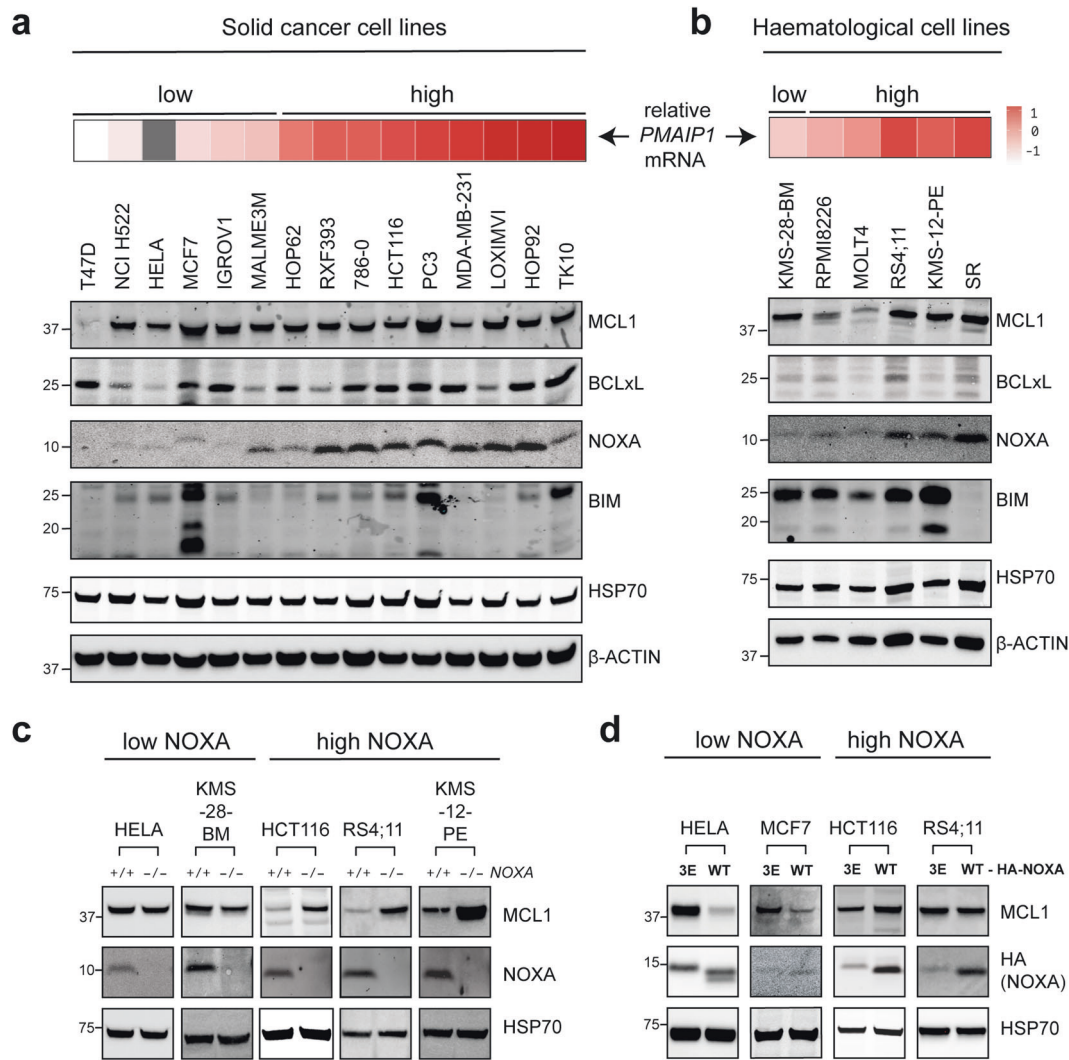 a
Solid cancer cell lines
low high
relative
PMAIP1
mRNA
T47D
NCI H522
HELA
MCF7
IGROV1
MALME3M
HOP62
RXF393
786-0
HCT116
PC3
MDA-MB-231
LOXIMVI
HOP92
TK10
37 MCL1
25 BCLxL
10 NOXA
25 BIM
20
75 HSP70
37 β-ACTIN
b
Haematological cell lines
low high
1
0
-1
KMS-28-BM
RPMI8226
MOLT4
RS4;11
KMS-12-PE
SR
37 MCL1
25 BCLxL
10 NOXA
25 BIM
20
75 HSP70
37 β-ACTIN
c
low NOXA high NOXA
HELA
KMS
-28-
BM
HCT116 RS4;11
KMS
-12-
PE
+/+ −/− +/+ −/− +/+ −/− +/+ −/− +/+ −/− NOXA
37 MCL1
10 NOXA
75 HSP70
d
low NOXA high NOXA
HELA MCF7 HCT116 RS4;11
3E WT 3E WT 3E WT 3E WT - HA-NOXA
37 MCL1
15 HA
(NOXA)
75 HSP70